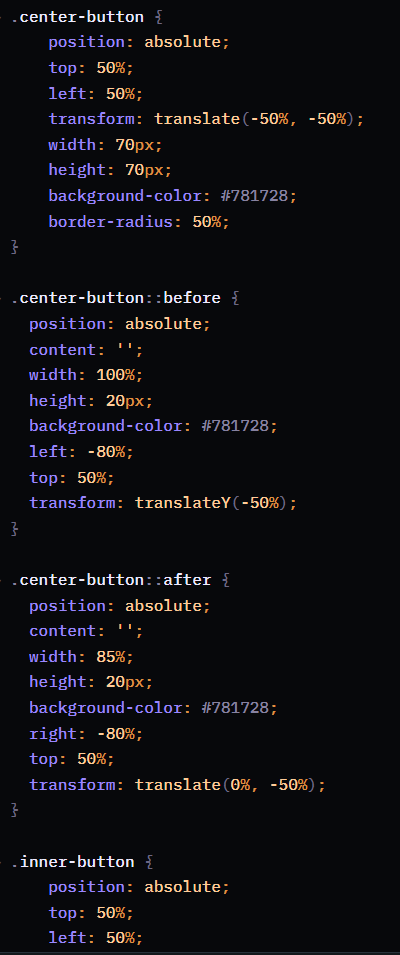 .center-button {
    position: absolute;
    top: 50%;
    left: 50%;
    transform: translate(-50%, -50%);
    width: 70px;
    height: 70px;
    background-color: #781728;
    border-radius: 50%;
}

.center-button::before {
  position: absolute;
  content: '';
  width: 100%;
  height: 20px;
  background-color: #781728;
  left: -80%;
  top: 50%;
  transform: translateY(-50%);
}

.center-button::after {
  position: absolute;
  content: '';
  width: 85%;
  height: 20px;
  background-color: #781728;
  right: -80%;
  top: 50%;
  transform: translate(0%, -50%);
}

.inner-button {
    position: absolute;
    top: 50%;
    left: 50%;